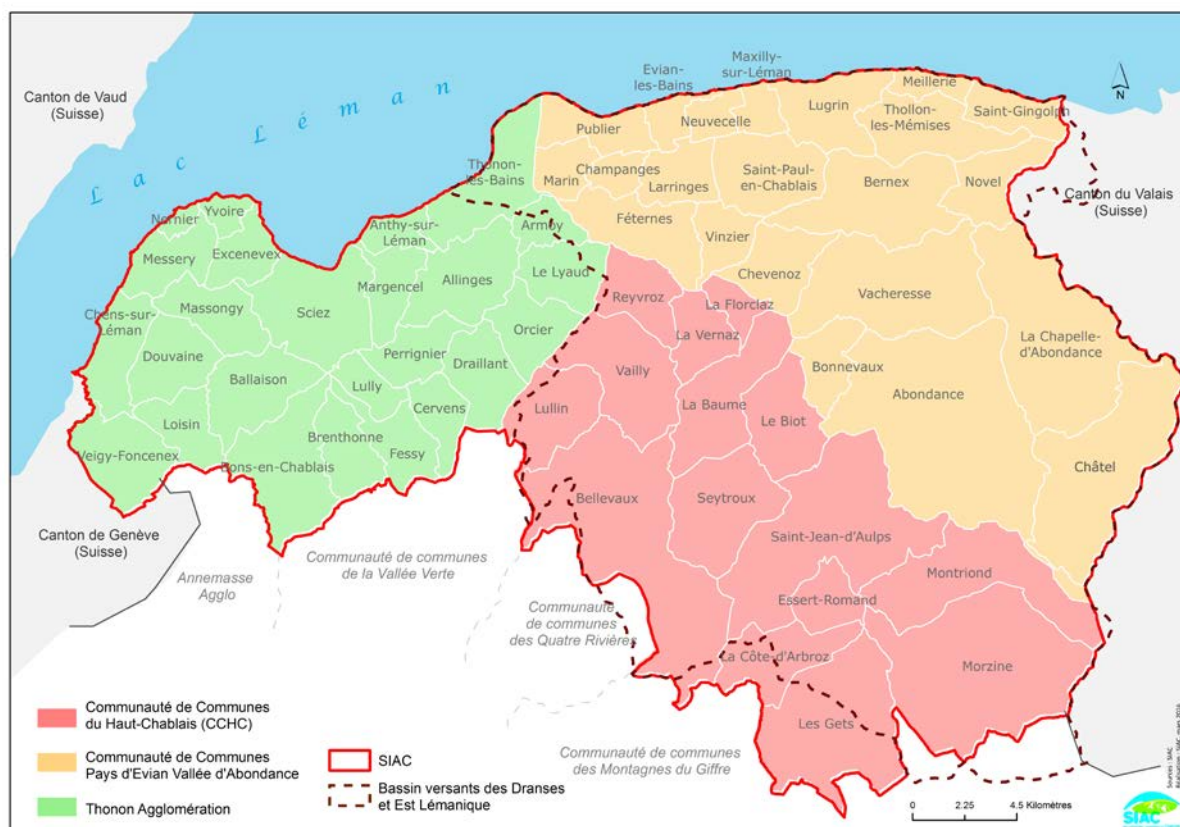 Canton de Vaud
(Suisse)
Lac Léman
Evian-
les-Bains
Maxilly-
sur-Léman
Meillerie
Lugrin
Saint-Gingolph
Thollon-
les-Mémises
Neuvecelle
Publier
N
Thonon-
les-Bains
Champanges
Marin
Larringes
Saint-Paul-
en-Chablais
Bernex
Novel
Canton du Valais
(Suisse)
Nernier
Yvoire
Excenevex
Messery
Anthy-sur-
Léman
Armoy
Féternes
Vinzier
Chevenoz
Le Lyaud
Allinges
Margencel
Sciez
Massongy
Chens-sur-
Léman
Reyvroz
La Florciaz
Vacheresse
La Chapelle-
d'Abondance
Orcier
La Vernaz
Douvaine
Perrignier
Draillant
Ballaison
Lully
Vailly
Bonnevaux
Abondance
Cervens
Lullin
La Baume
Le Biot
Loisin
Brenthonne
Fessy
Veigy-Foncenex
Bons-en-Chablais
Châtel
Bellevaux
Seytroux
Canton de Genève
(Suisse)
Saint-Jean-d'Aulps
Communauté de communes
de la Vallée Verte
Annemasse
Agglo
Montriond
Essert-Romand
Communauté
de communes
des Quatre Rivières
La Côte-d'Arbroz
Morzine
Les Gets
Communauté de communes
des Montagnes du Giffre
Communauté de Communes
du Haut-Chablais (CCHC)
Communauté de Communes
Pays d'Evian Vallée d'Abondance
Thonon Agglomération
SIAC
Bassin versants des Dranses
et Est Lémanique
0 2.25 4.5 Kilomètres
Sources : SIAC
Réalisation : SIAC, mars 2016
SIAC